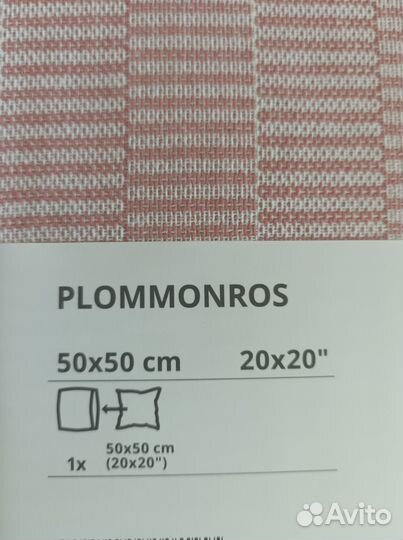 PLOMMONROS
50x50 cm 20x20"
50x50 cm
1x (20x20")
Avito